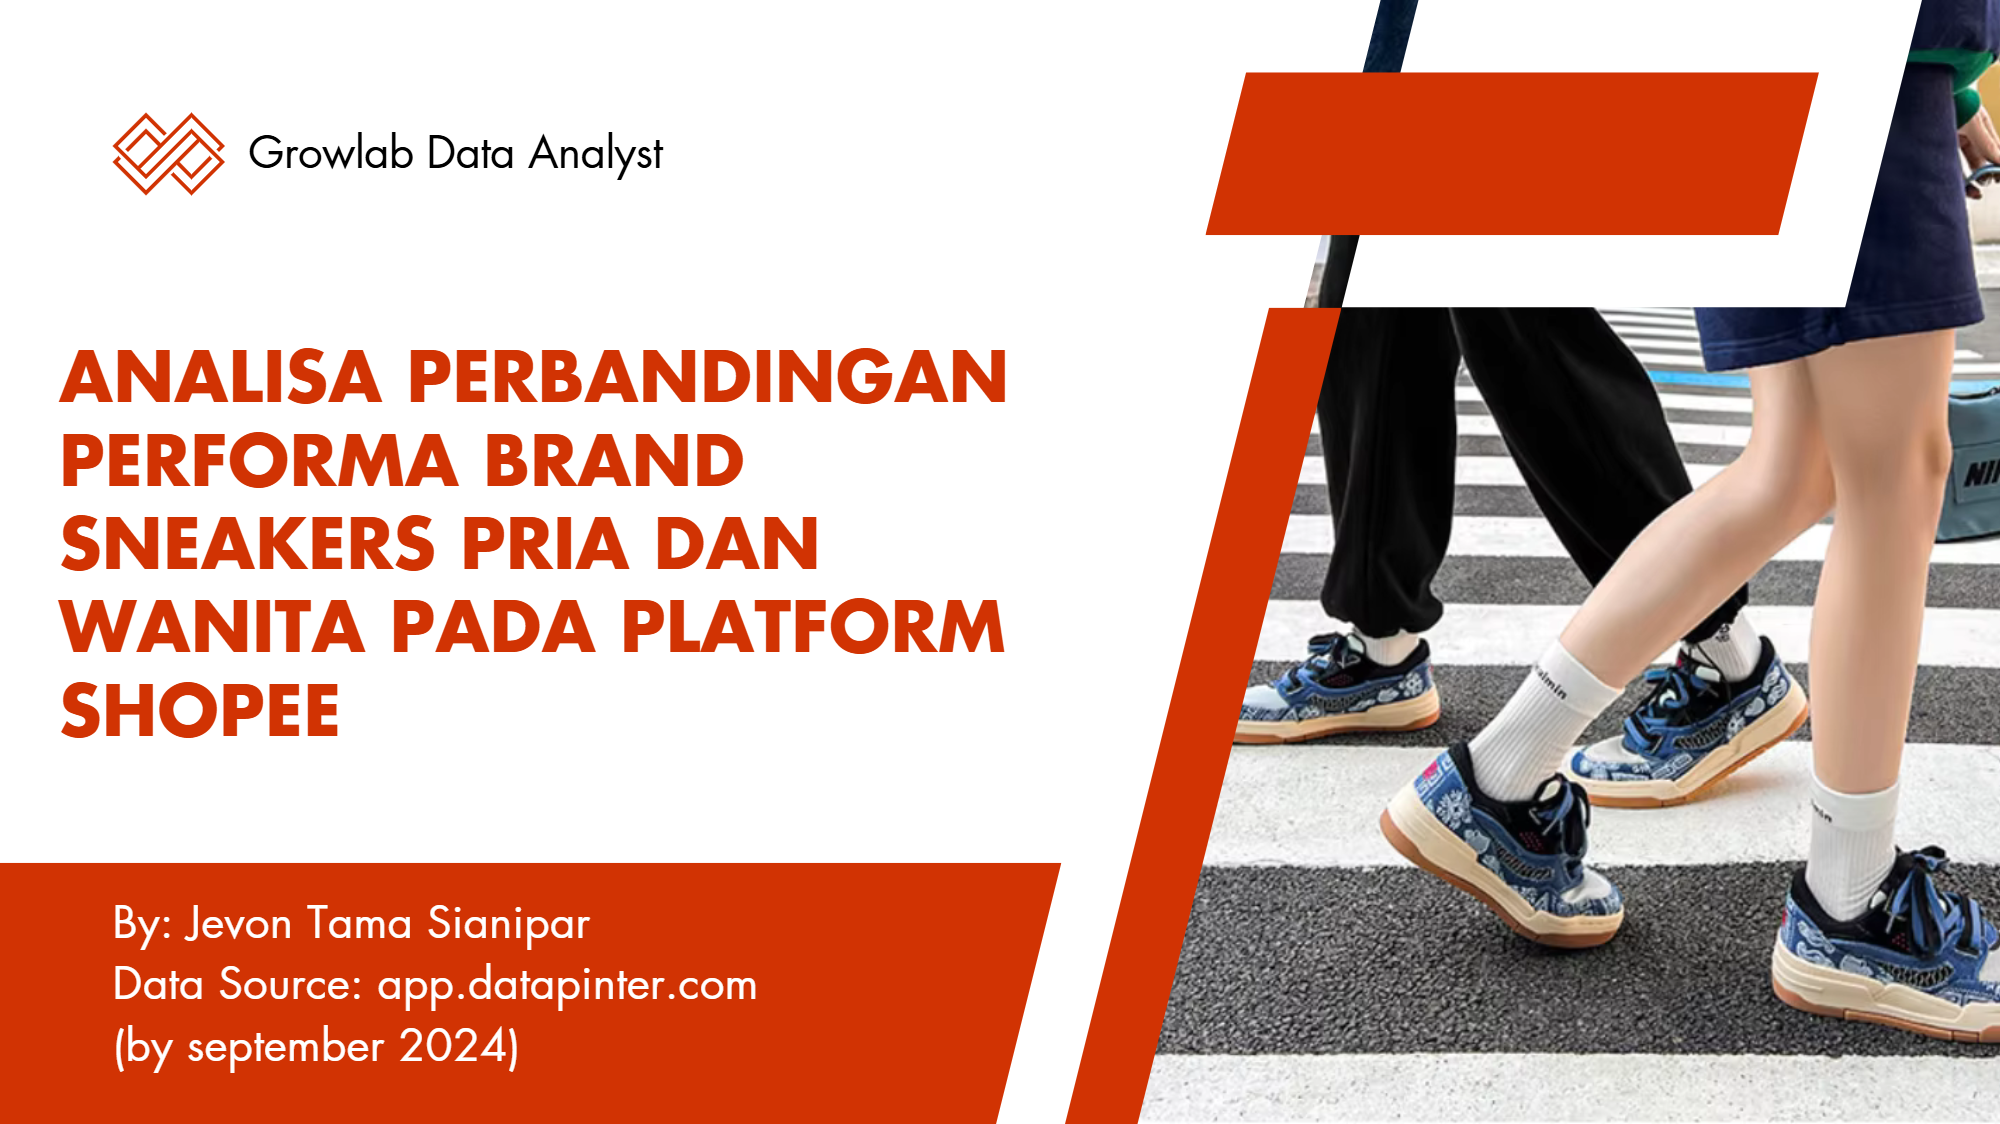 Growlab Data Analyst
ANALISA PERBANDINGAN
PERFORMA BRAND
SNEAKERS PRIA DAN
WANITA PADA PLATFORM
SHOPEE
By: Jevon Tama Sianipar
Data Source: app.datapinter.com
(by september 2024)